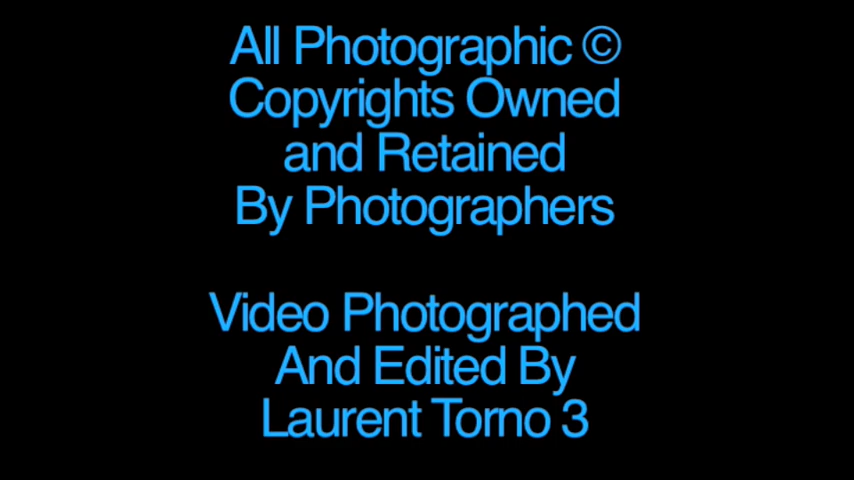 All Photographic ©
Copyrights Owned
and Retained
By Photographers
Video Photographed
And Edited By
Laurent Torno 3